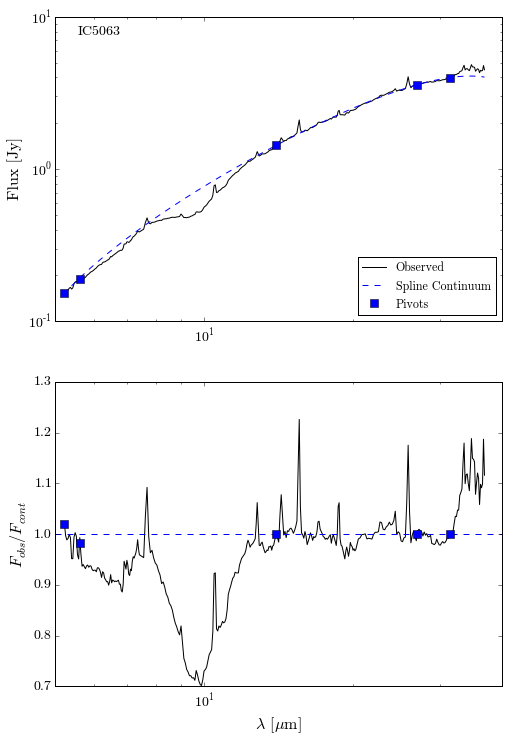 10^1
IC5063
Flux [Jy]
10^0
Observed
Spline Continuum
Pivots
10^-1
10^1
1.3
1.2
1.1
F_obs/F_cont
1.0
0.9
0.8
0.7
10^1
λ [μm]